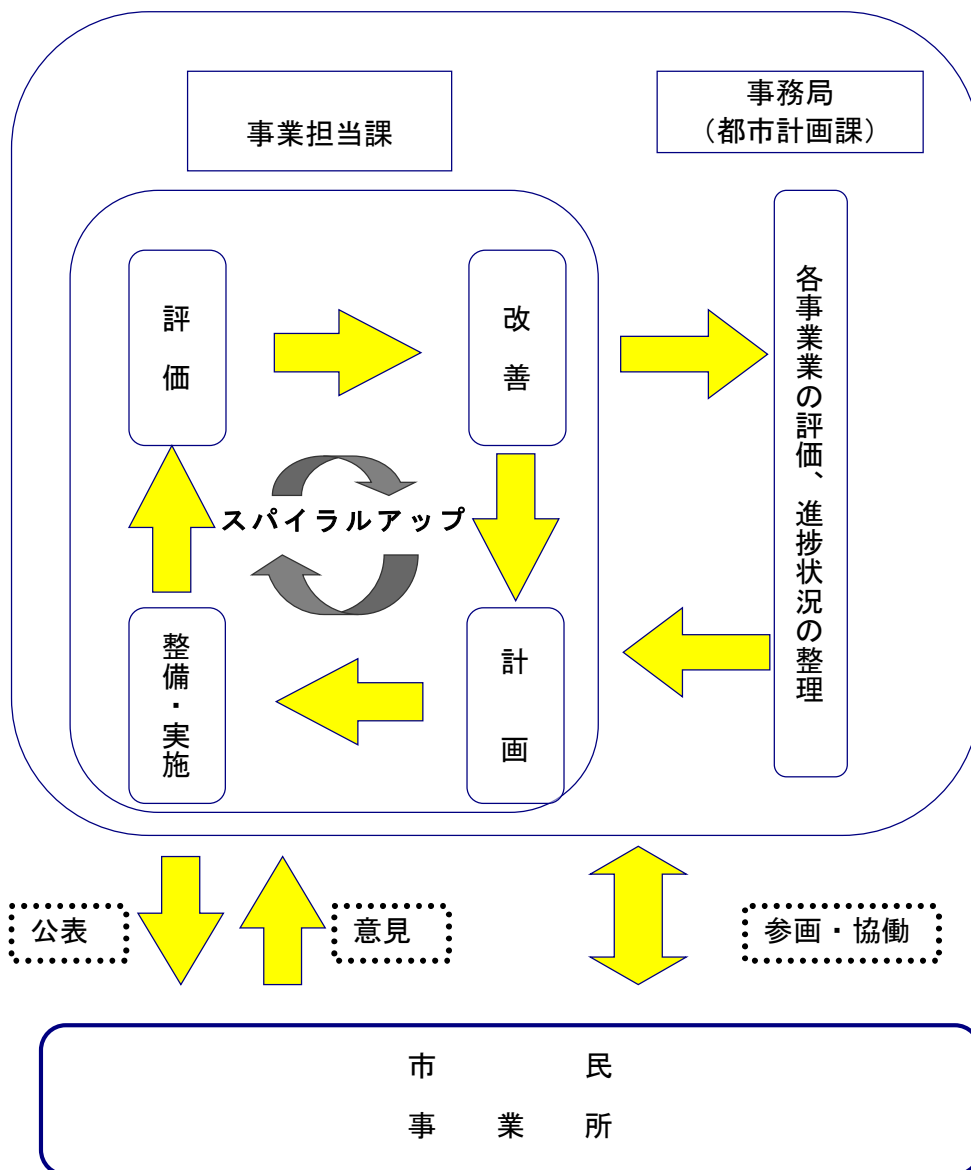 事業担当課
事務局
（都市計画課）
評価
改善
各事業業の評価、進捗状況の整理
スパイラルアップ
整備・実施
計画
公表
意見
参画・協働
市民
事業所